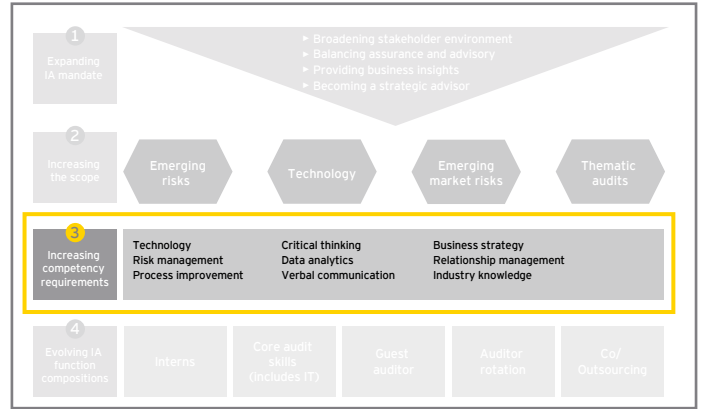 1
Expanding
IA mandate
► Broadening stakeholder environment
► Balancing assurance and advisory
► Providing business insights
► Becoming a strategic advisor
2
Increasing
the scope
Emerging
risks
Technology
Emerging
market risks
Thematic
audits
3
Increasing
competency
requirements
Technology
Risk management
Process improvement
Critical thinking
Data analytics
Verbal communication
Business strategy
Relationship management
Industry knowledge
4
Evolving IA
function
compositions
Interns
Core audit
skills
(Includes IT)
Guest
auditor
Auditor
rotation
Co/
Outsourcing